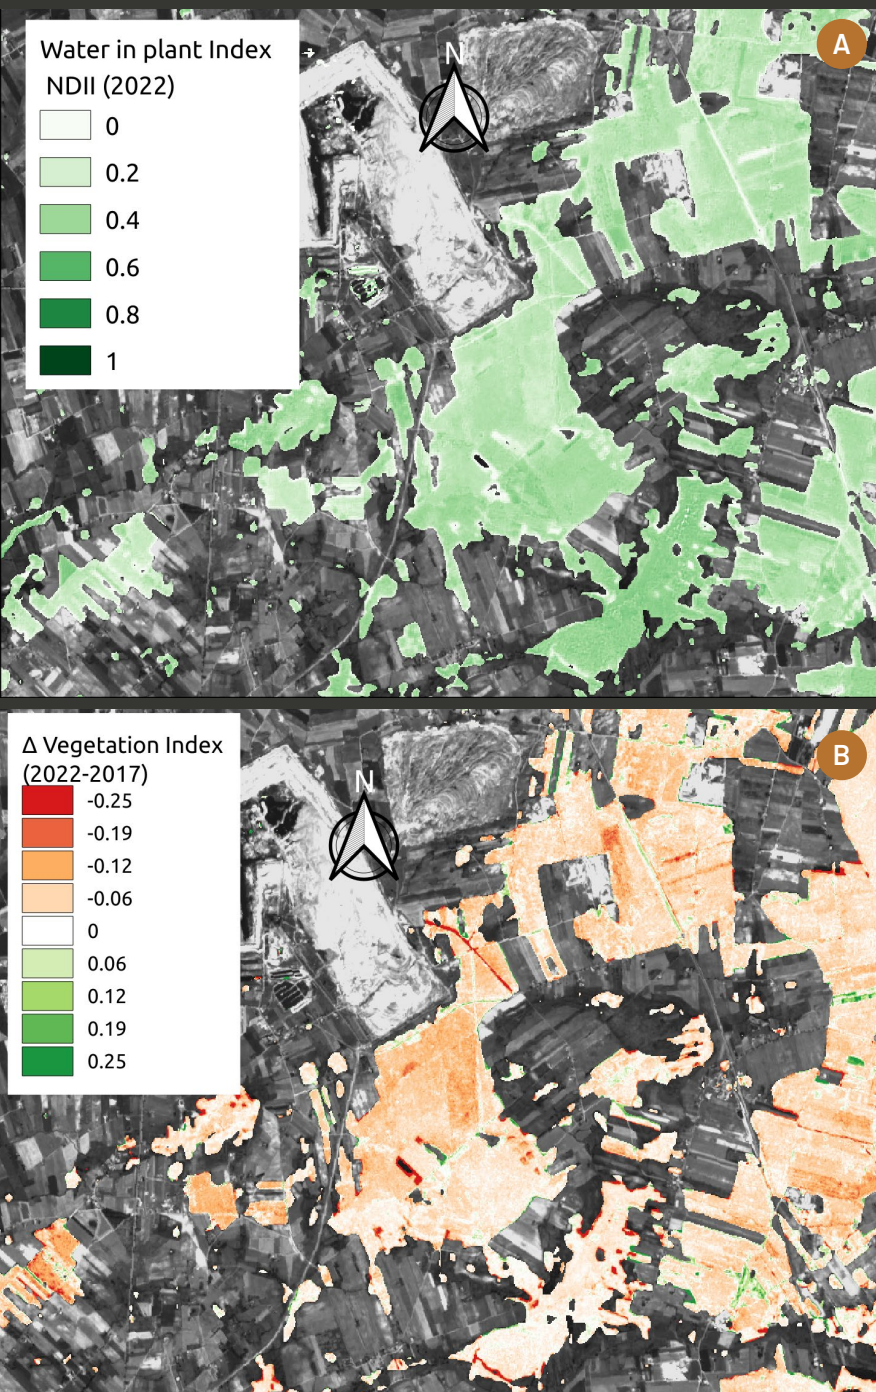 Water in plant Index
NDII (2022)
0
0.2
0.4
0.6
0.8
1
N
A
Δ Vegetation Index
(2022-2017)
-0.25
-0.19
-0.12
-0.06
0
0.06
0.12
0.19
0.25
N
B